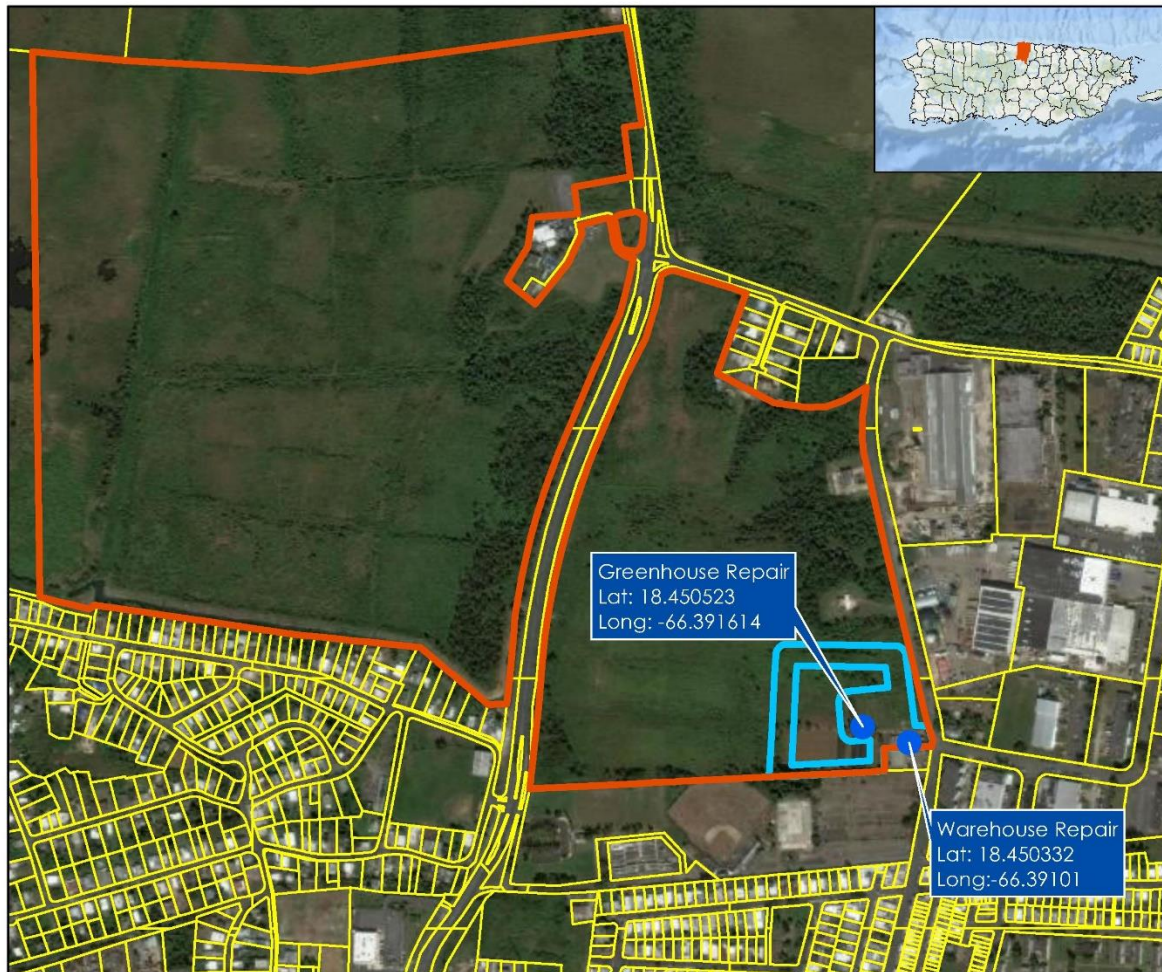 Greenhouse Repair
Lat: 18.450523
Long: -66.391614
Warehouse Repair
Lat: 18.450332
Long:-66.39101